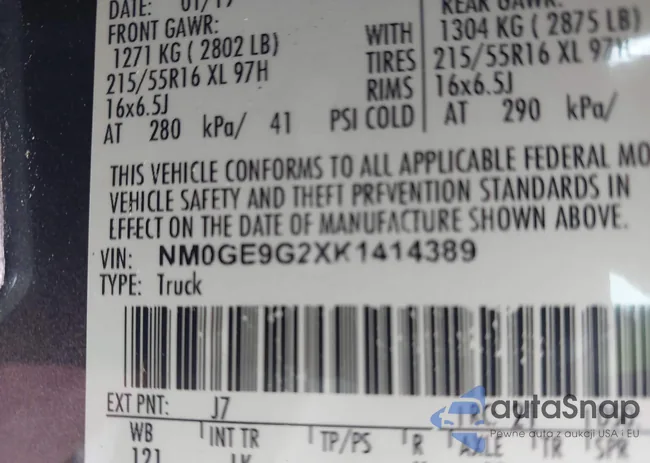 DATE: 01/19
FRONT GAWR: REAR GAWR:
1271 KG ( 2802 LB) WITH 1304 KG ( 2875 LB)
215/55R16 XL 97H TIRES 215/55R16 XL 97H
16x6.5J RIMS 16x6.5J
AT 280 kPa/ 41 PSI COLD AT 290 kPa/
THIS VEHICLE CONFORMS TO ALL APPLICABLE FEDERAL MO
VEHICLE SAFETY AND THEFT PREVENTION STANDARDS IN
EFFECT ON THE DATE OF MANUFACTURE SHOWN ABOVE.
VIN: NM0GE9G2XK1414389
TYPE: Truck
EXT PNT: J7
autoSnap
Pewne auta z aukcji USA i EU
WB INT TR TP/PS R AXLE TR SPR
121